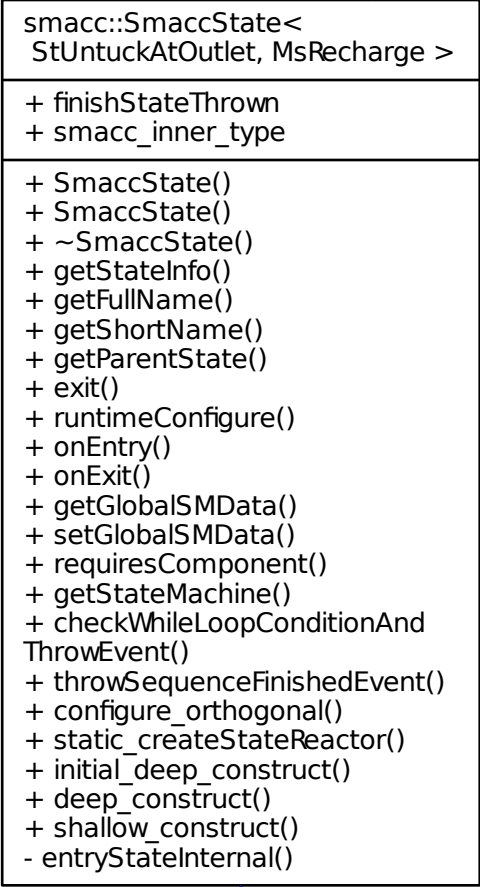 smacc::SmaccState<
StUntuckAtOutlet, MsRecharge >
+ finishStateThrown
+ smacc_inner_type
+ SmaccState()
+ SmaccState()
+ ~SmaccState()
+ getStateInfo()
+ getFullName()
+ getShortName()
+ getParentState()
+ exit()
+ runtimeConfigure()
+ onEntry()
+ onExit()
+ getGlobalSMData()
+ setGlobalSMData()
+ requiresComponent()
+ getStateMachine()
+ checkWhileLoopConditionAnd
ThrowEvent()
+ throwSequenceFinishedEvent()
+ configure_orthogonal()
+ static_createStateReactor()
+ initial_deep_construct()
+ deep_construct()
+ shallow_construct()
- entryStateInternal()